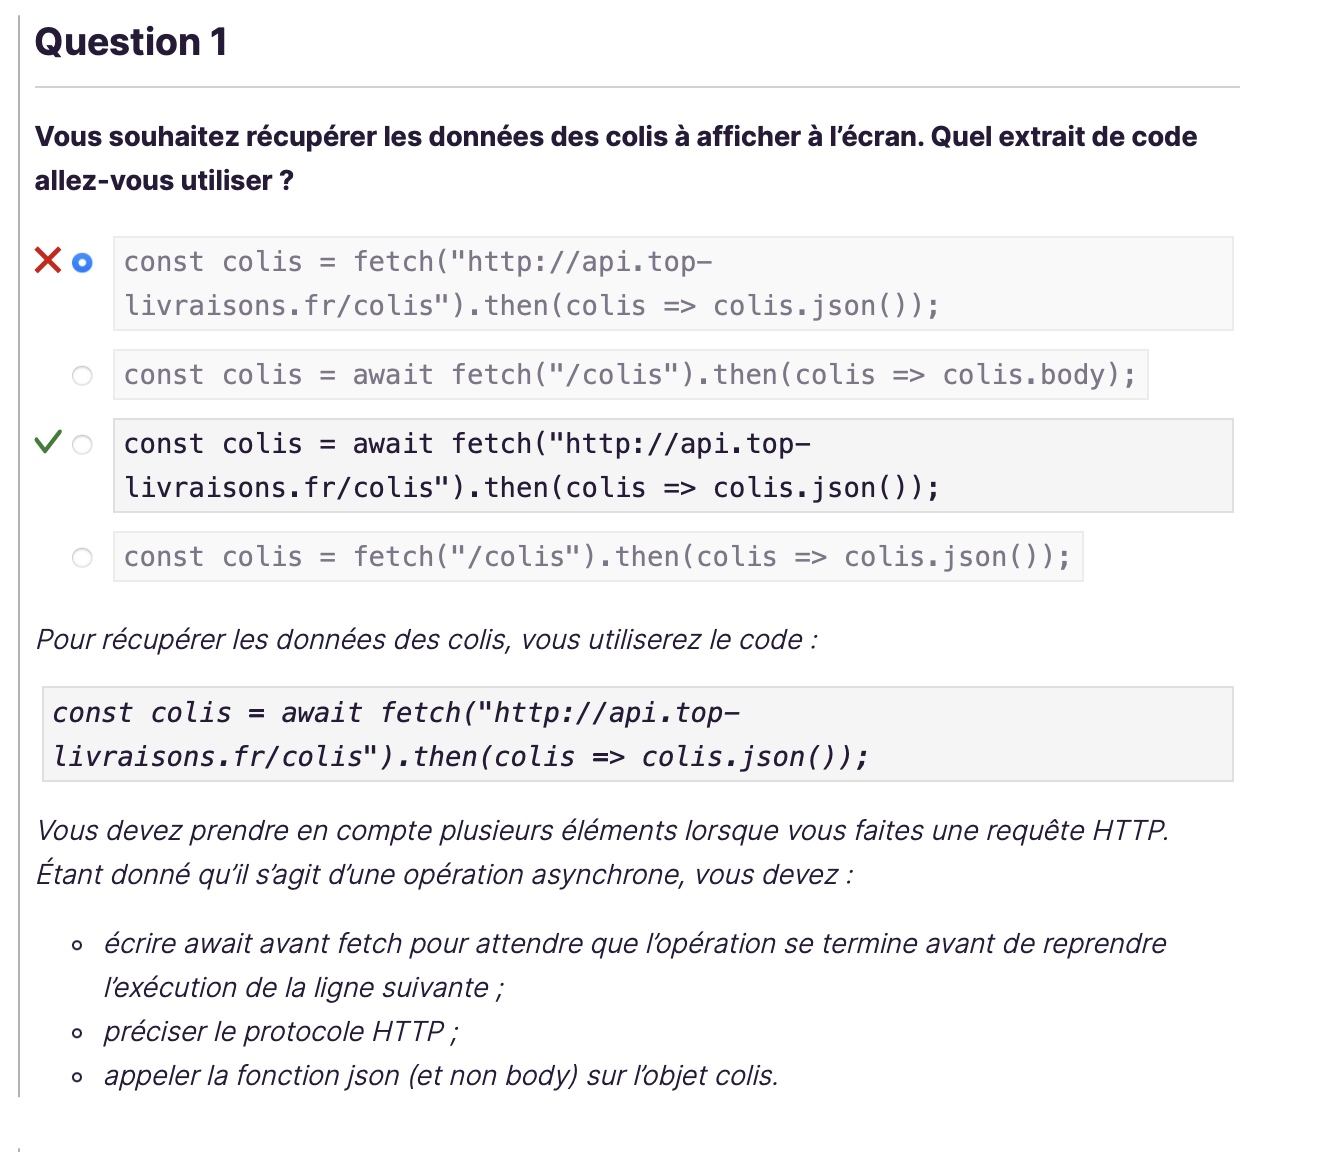 Question 1
Vous souhaitez récupérer les données des colis à afficher à l’écran. Quel extrait de code
allez-vous utiliser ?
const colis = fetch("http://api.top-
livraisons.fr/colis").then(colis => colis.json());
const colis = await fetch("/colis").then(colis => colis.body);
const colis = await fetch("http://api.top-
livraisons.fr/colis").then(colis => colis.json());
const colis = fetch("/colis").then(colis => colis.json());
Pour récupérer les données des colis, vous utiliserez le code :
const colis = await fetch("http://api.top-
livraisons.fr/colis").then(colis => colis.json());
Vous devez prendre en compte plusieurs éléments lorsque vous faites une requête HTTP.
Étant donné qu’il s’agit d’une opération asynchrone, vous devez :
écrire await avant fetch pour attendre que l’opération se termine avant de reprendre
l’exécution de la ligne suivante ;
préciser le protocole HTTP ;
appeler la fonction json (et non body) sur l’objet colis.